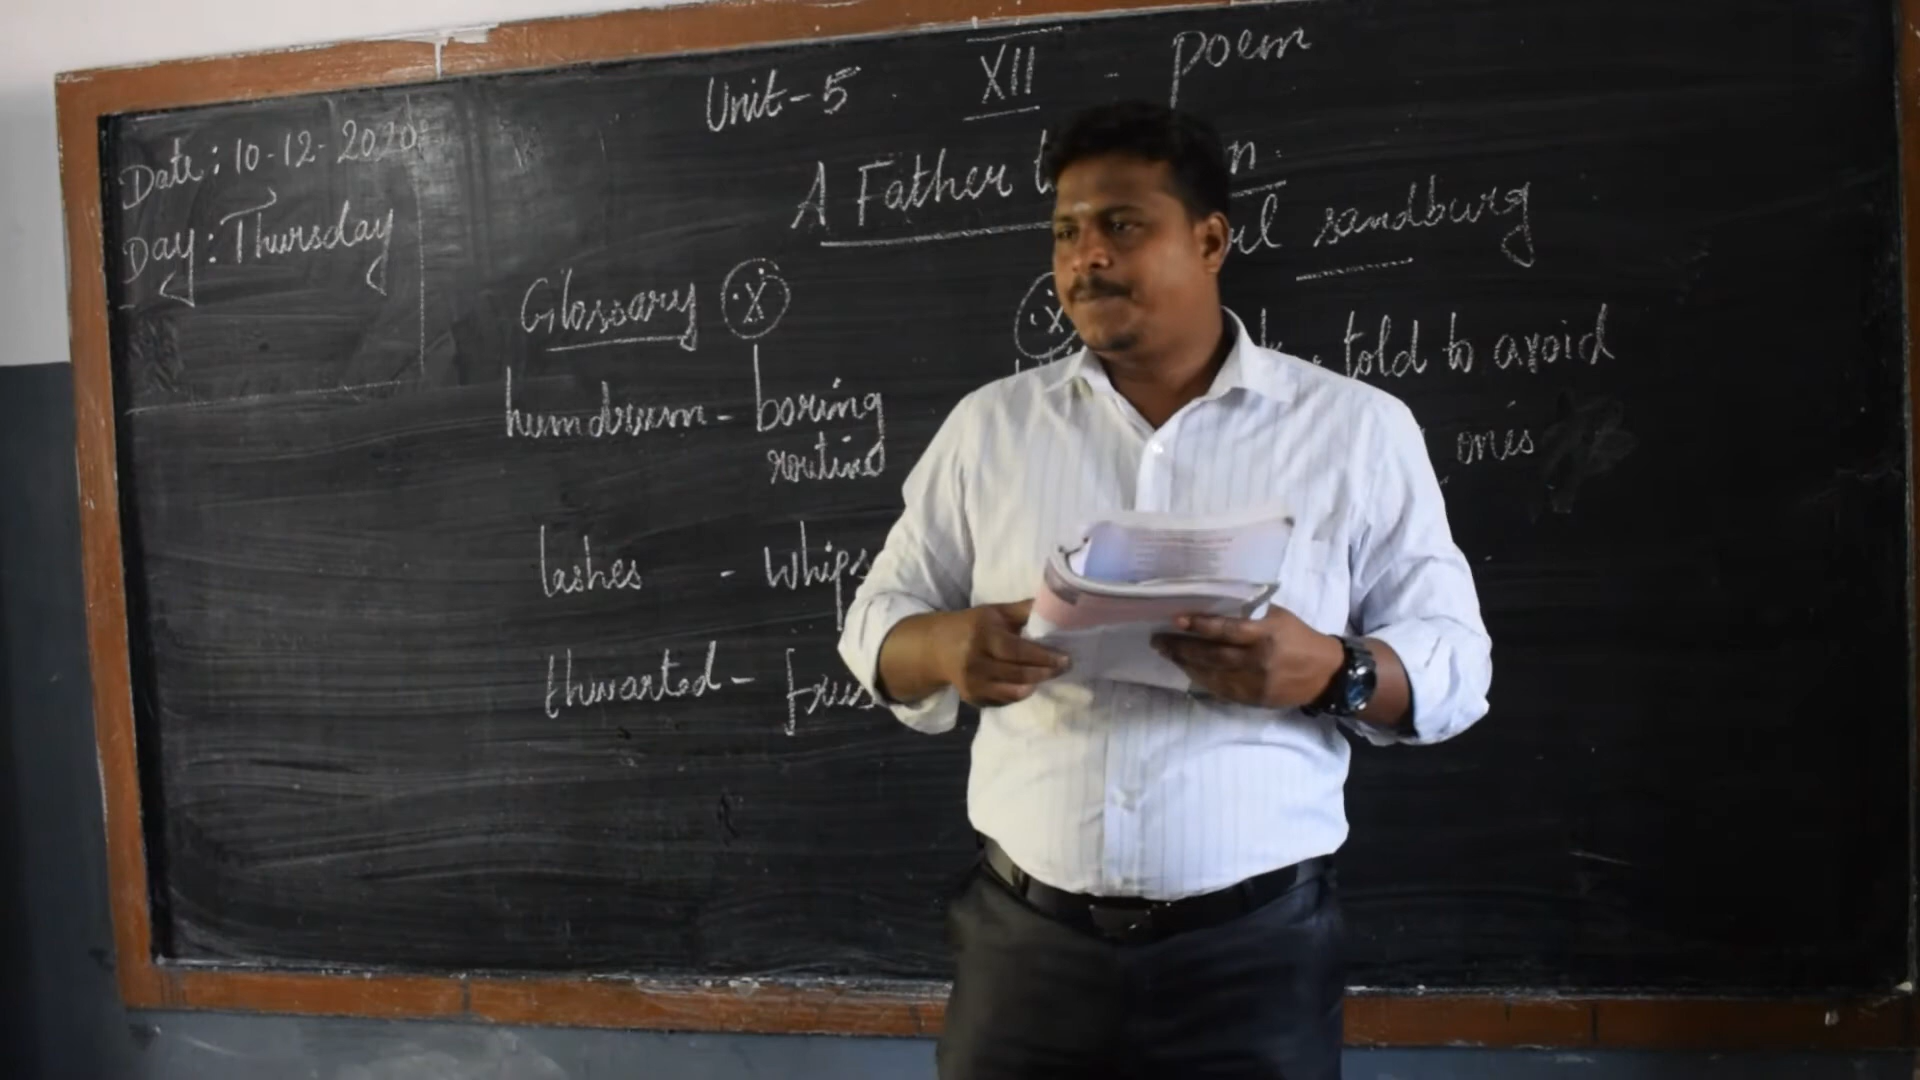 Unit-5 XII - Poem
Date: 10-12-2020
A Father
Day: Thursday
sandburg
Glossary
told to avoid
humdrum - boring
one's
routine
lashes - whips
thwarted -